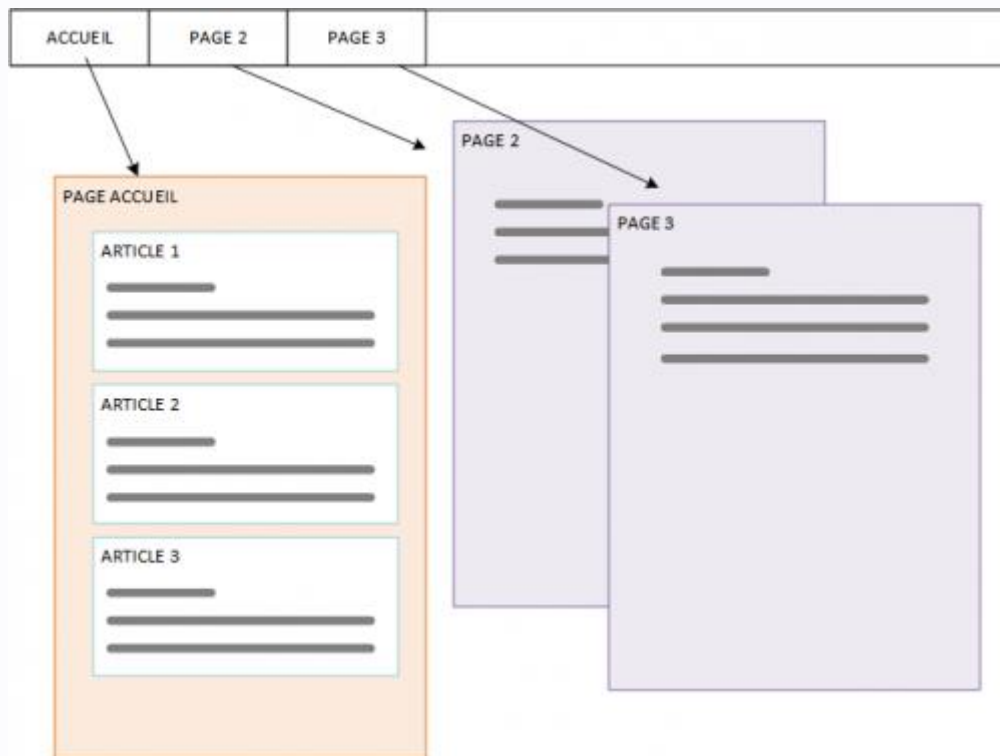 ACCUEIL
PAGE 2
PAGE 3
PAGE 2
PAGE ACCUEIL
PAGE 3
ARTICLE 1
ARTICLE 2
ARTICLE 3